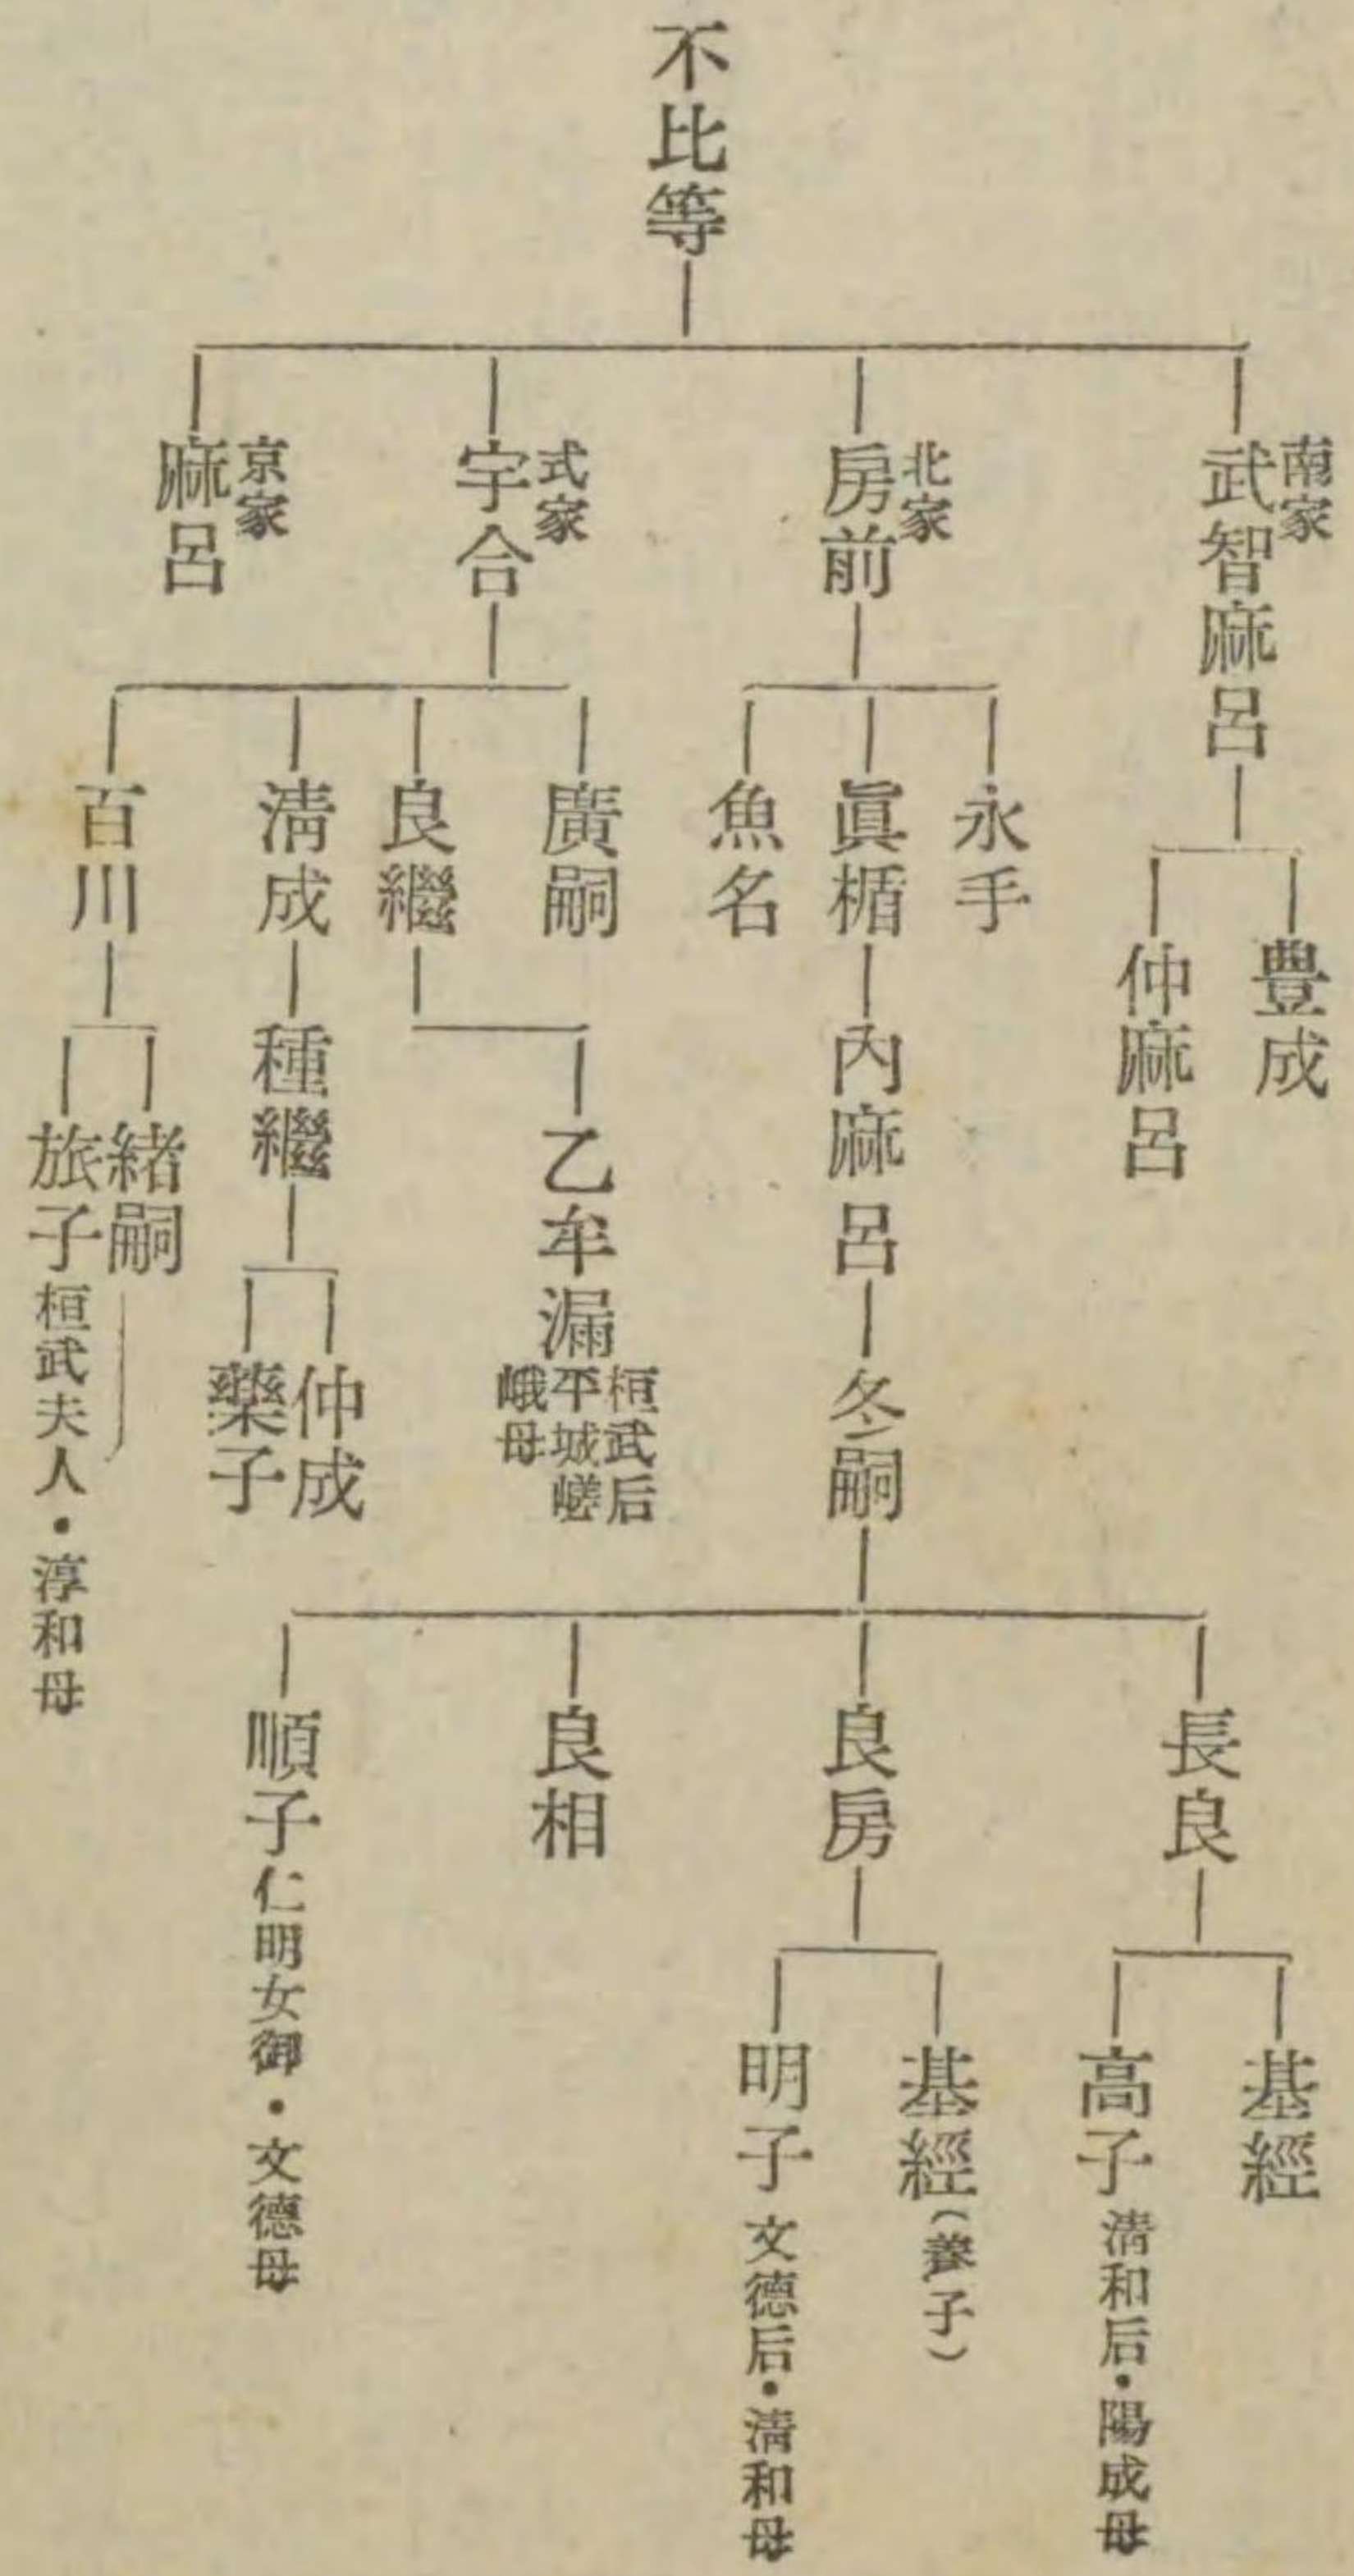 不比等
南家
武智麻呂
豊成
仲麻呂
北家
房前
永手
眞楯
魚名
內麻呂
冬嗣
長良
基經
高子 淸和后・陽成母
良房
基經(養子)
明子 文德后・淸和母
良相
順子 仁明女御・文德母
式家
宇合
廣嗣
良繼
乙牟漏
桓武后
平城嵯
峨母
淸成
種繼
仲成
藥子
百川
緒嗣
旅子 桓武夫人・淳和母
京家
麻呂